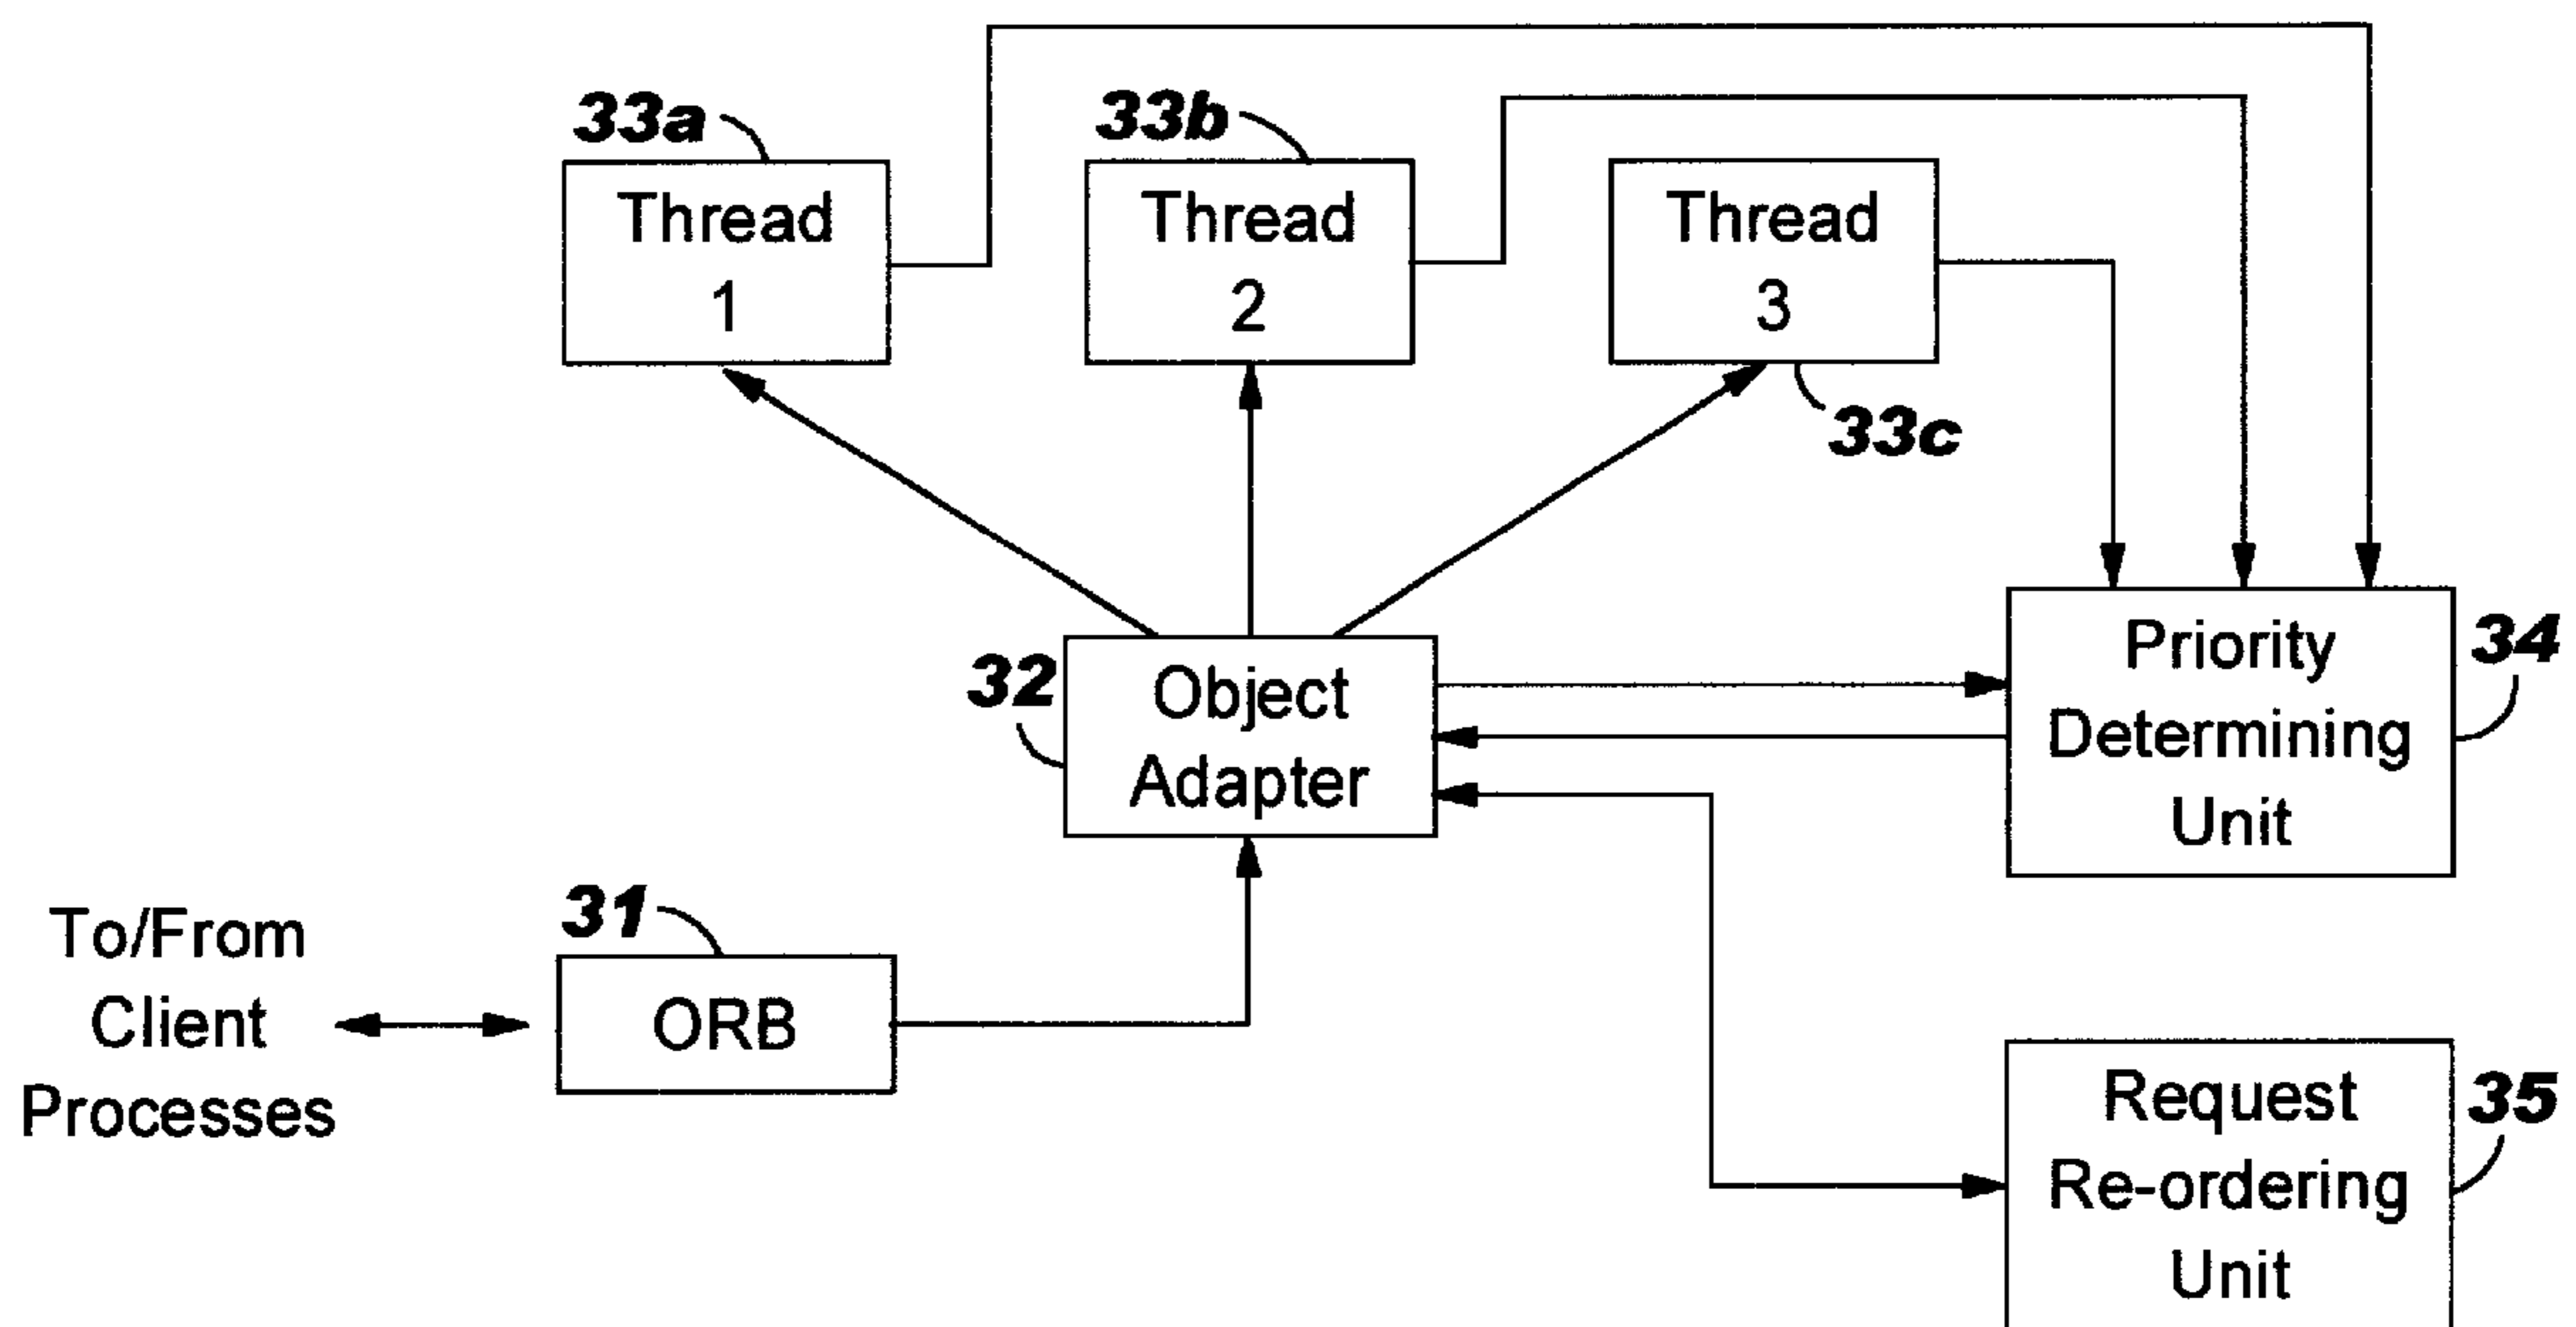 33a
33b
Thread
1
Thread
2
Thread
3
33c
32
Object
Adapter
Priority
Determining
Unit
34
To/From
Client
Processes
31
ORB
Request
Re-ordering
Unit
35